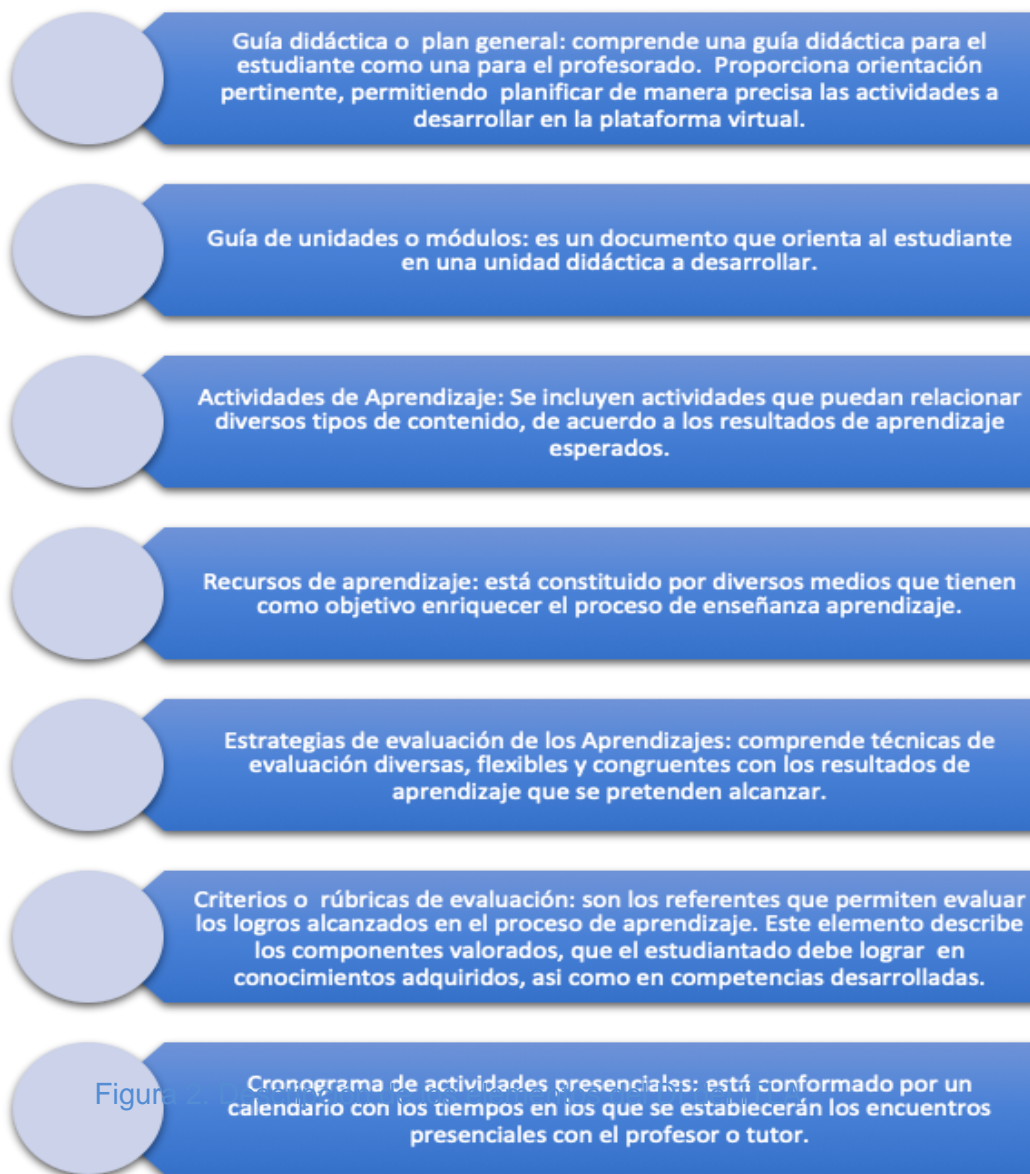 Guía didáctica o plan general: comprende una guía didáctica para el
estudiante como una para el profesorado. Proporciona orientación
pertinente, permitiendo planificar de manera precisa las actividades a
desarrollar en la plataforma virtual.
Guía de unidades o módulos: es un documento que orienta al estudiante
en una unidad didáctica a desarrollar.
Actividades de Aprendizaje: Se incluyen actividades que puedan relacionar
diversos tipos de contenido, de acuerdo a los resultados de aprendizaje
esperados.
Recursos de aprendizaje: está constituido por diversos medios que tienen
como objetivo enriquecer el proceso de enseñanza aprendizaje.
Estrategias de evaluación de los Aprendizajes: comprende técnicas de
evaluación diversas, flexibles y congruentes con los resultados de
aprendizaje que se pretenden alcanzar.
Criterios o rúbricas de evaluación: son los referentes que permiten evaluar
los logros alcanzados en el proceso de aprendizaje. Este elemento describe
los componentes valorados, que el estudiantado debe lograr en
conocimientos adquiridos, asi como en competencias desarrolladas.
Cronograma de actividades presenciales: está conformado por un
Figura 2.
calendario con los tiempos en los que se establecerán los encuentros
presenciales con el profesor o tutor.